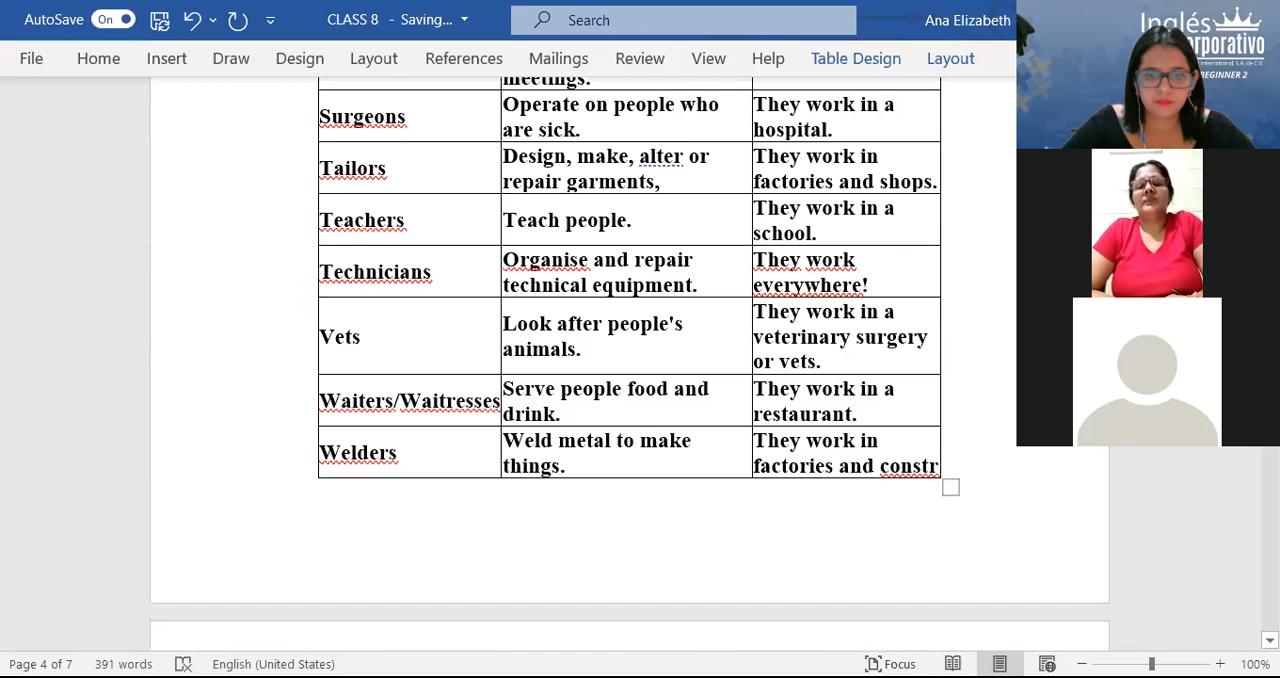 AutoSave On CLASS 8 - Saving... Search Ana Elizabeth
File Home Insert Draw Design Layout References Mailings Review View Help Table Design Layout
Inglés
Corporativo
International, S.A. de C.V.
BEGINNER 2
meetings.
Surgeons
Operate on people who
are sick.
They work in a
hospital.
Tailors
Design, make, alter or
repair garments,
They work in
factories and shops.
Teachers
Teach people.
They work in a
school.
Technicians
Organise and repair
technical equipment.
They work
everywhere!
Vets
Look after people's
animals.
They work in a
veterinary surgery
or vets.
Waiters/Waitresses
Serve people food and
drink.
They work in a
restaurant.
Welders
Weld metal to make
things.
They work in
factories and constr
Page 4 of 7 391 words English (United States) Focus 100%